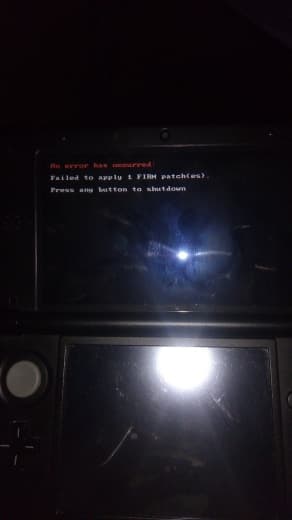 An error has occurred:
Failed to apply 1 FIRM patch(es).
Press any button to shutdown